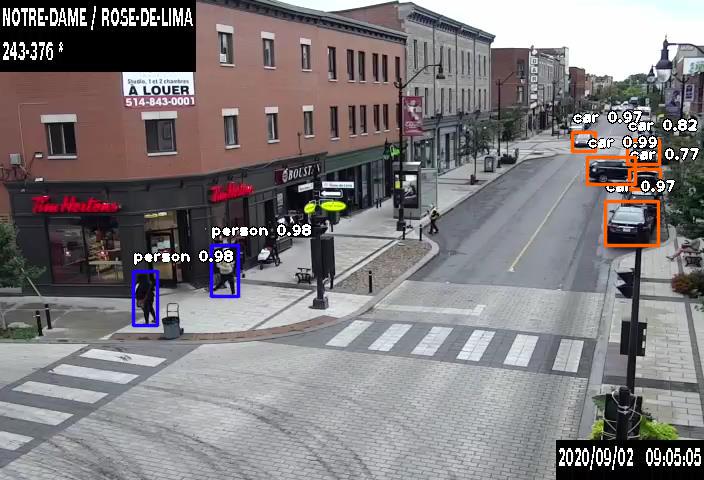 NOTRE-DAME / ROSE-DE-LIMA
243-376 *
Studio, 1 et 2 chambres
À LOUER
514-843-0001
Tim Hortons
Tim Hortons
BOUST
person 0.98
person 0.98
car 0.97
car 0.82
car 0.99
car 0.77
car 0.97
2020/09/02 09:05:05